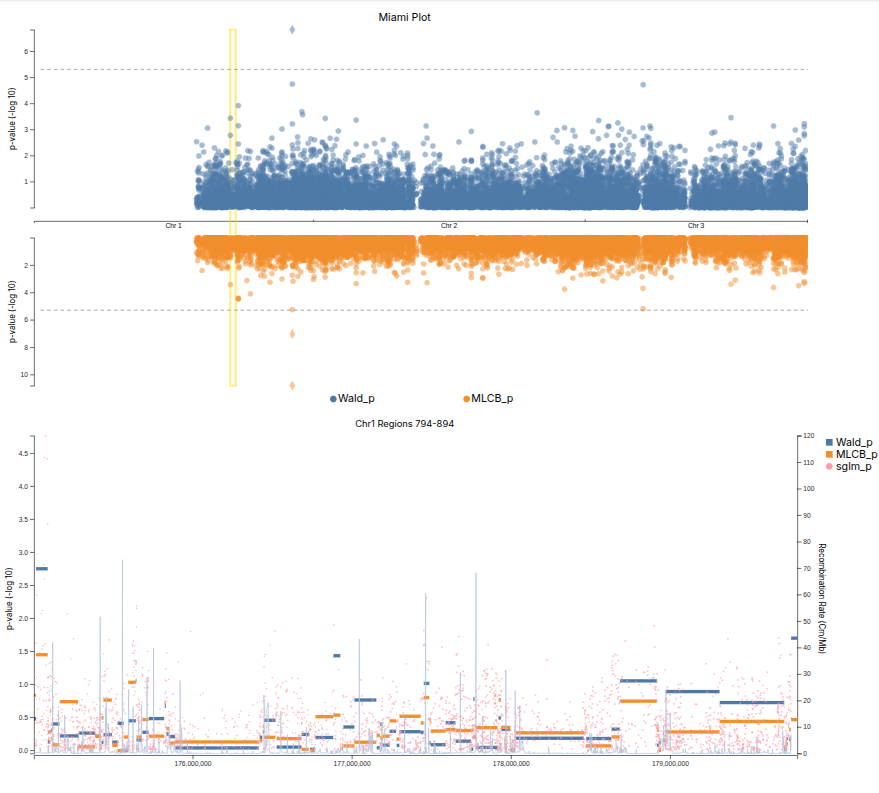 Miami Plot
p-value (-log 10)
6
5
4
3
2
1
Chr 1
Chr 2
Chr 3
p-value (-log 10)
2
4
6
8
10
Wald_p
MLCB_p
Chr1 Regions 794-894
p-value (-log 10)
4.5
4.0
3.5
3.0
2.5
2.0
1.5
1.0
0.5
0.0
176,000,000
177,000,000
178,000,000
179,000,000
120
110
100
90
80
70
60
50
40
30
20
10
0
Recombination Rate (Cm/Mb)
Wald_p
MLCB_p
sglm_p